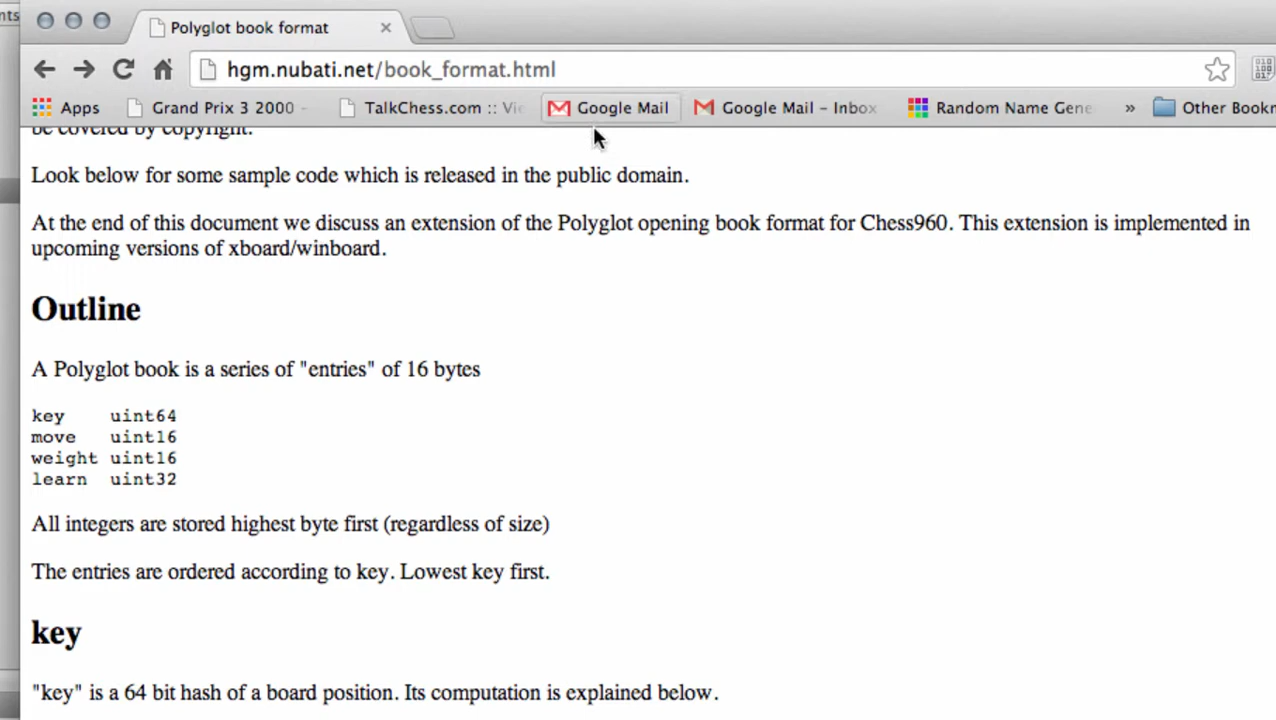 nts
Polyglot book format
hgm.nubati.net/book_format.html
Apps Grand Prix 3 2000 - TalkChess.com :: Vie Google Mail Google Mail – Inbox Random Name Gene » Other Bookm
be covered by copyright.
Look below for some sample code which is released in the public domain.
At the end of this document we discuss an extension of the Polyglot opening book format for Chess960. This extension is implemented in
upcoming versions of xboard/winboard.
Outline
A Polyglot book is a series of "entries" of 16 bytes
key uint64
move uint16
weight uint16
learn uint32
All integers are stored highest byte first (regardless of size)
The entries are ordered according to key. Lowest key first.
key
"key" is a 64 bit hash of a board position. Its computation is explained below.